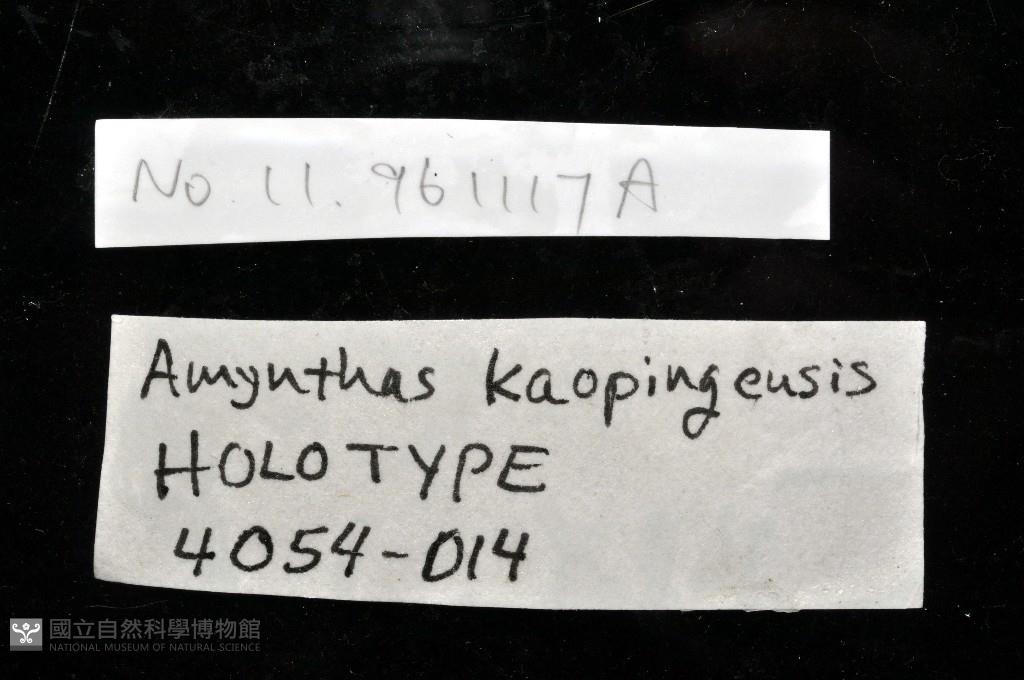 No 11. 961117A
Amynthas kaopingensis
HOLOTYPE
4054-014
國立自然科學博物館
NATIONAL MUSEUM OF NATURAL SCIENCE